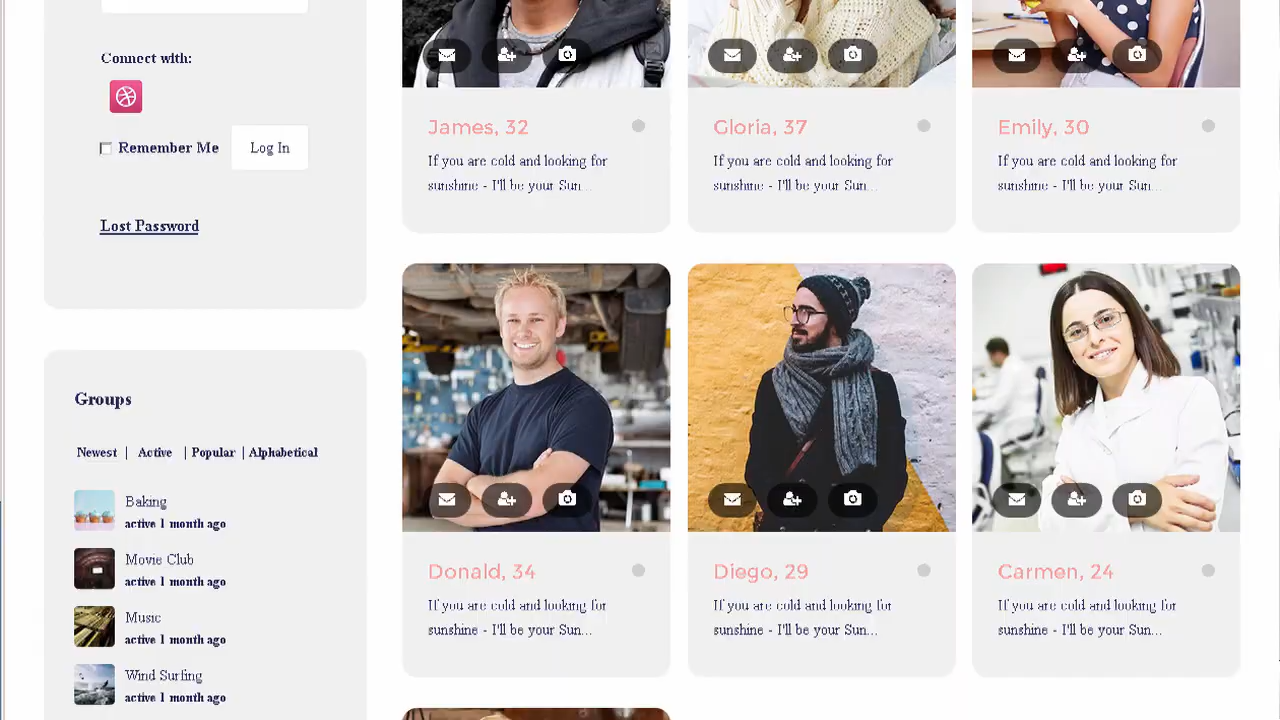 Connect with:
Remember Me
Log In
Lost Password
Groups
Newest | Active | Popular | Alphabetical
Baking
active 1 month ago
Movie Club
active 1 month ago
Music
active 1 month ago
Wind Surfing
active 1 month ago
James, 32
If you are cold and looking for
sunshine - I'll be your Sun...
Gloria, 37
If you are cold and looking for
sunshine - I'll be your Sun...
Emily, 30
If you are cold and looking for
sunshine - I'll be your Sun...
Donald, 34
If you are cold and looking for
sunshine - I'll be your Sun...
Diego, 29
If you are cold and looking for
sunshine - I'll be your Sun...
Carmen, 24
If you are cold and looking for
sunshine - I'll be your Sun...